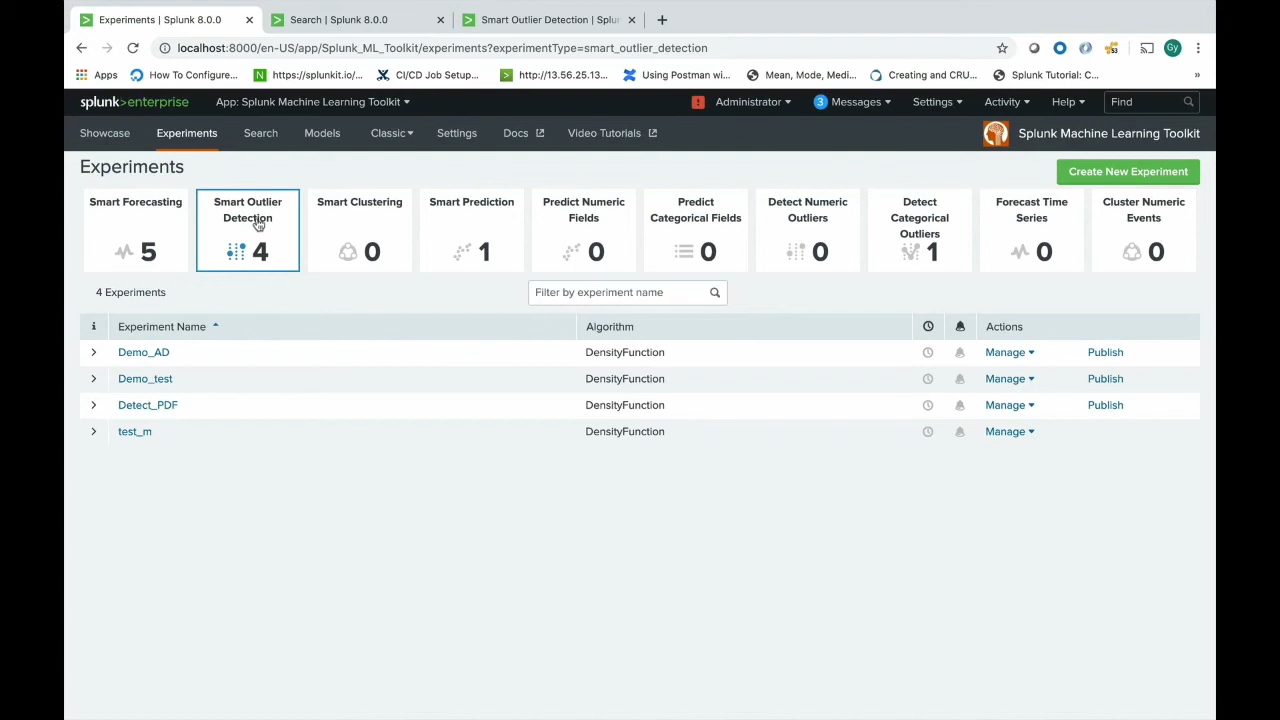 Experiments | Splunk 8.0.0
Search | Splunk 8.0.0
Smart Outlier Detection | Splun
localhost:8000/en-US/app/Splunk_ML_Toolkit/experiments?experimentType=smart_outlier_detection
Gy
Apps
How To Configure...
https://splunkit.io/...
CI/CD Job Setup...
http://13.56.25.13...
Using Postman wi...
Mean, Mode, Medi...
Creating and CRU...
Splunk Tutorial: C...
»
splunk>enterprise
App: Splunk Machine Learning Toolkit
!
Administrator
3 Messages
Settings
Activity
Help
Find
Showcase
Experiments
Search
Models
Classic
Settings
Docs
Video Tutorials
Splunk Machine Learning Toolkit
Experiments
Create New Experiment
Smart Forecasting
5
Smart Outlier
Detection
4
Smart Clustering
0
Smart Prediction
1
Predict Numeric
Fields
0
Predict
Categorical Fields
0
Detect Numeric
Outliers
0
Detect
Categorical
Outliers
1
Forecast Time
Series
0
Cluster Numeric
Events
0
4 Experiments
Filter by experiment name
i
Experiment Name
Algorithm
Actions
Demo_AD
DensityFunction
Manage
Publish
Demo_test
DensityFunction
Manage
Publish
Detect_PDF
DensityFunction
Manage
Publish
test_m
DensityFunction
Manage